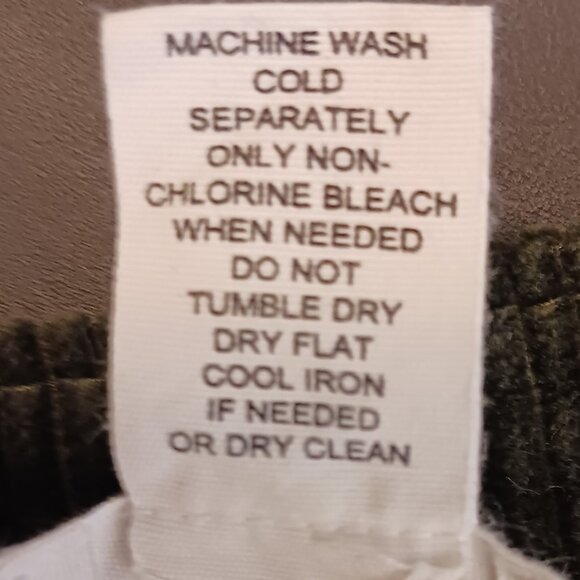 MACHINE WASH
COLD
SEPARATELY
ONLY NON-
CHLORINE BLEACH
WHEN NEEDED
DO NOT
TUMBLE DRY
DRY FLAT
COOL IRON
IF NEEDED
OR DRY CLEAN